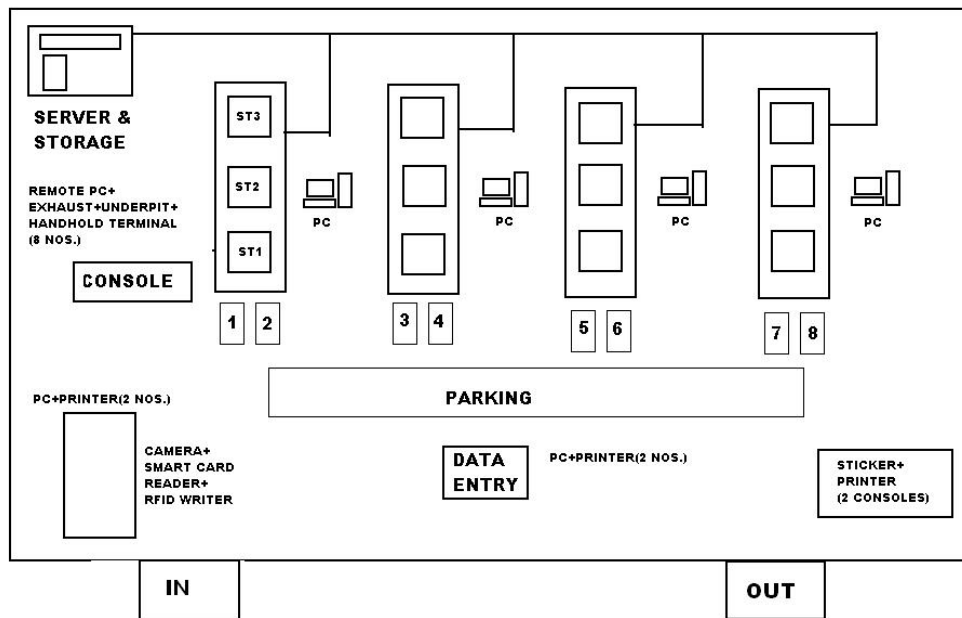 SERVER &
STORAGE
ST3
ST2
ST1
REMOTE PC+
EXHAUST+UNDERPIT+
HANDHOLD TERMINAL
(8 NOS.)
PC
PC
PC
PC
CONSOLE
1 2
3 4
5 6
7 8
PARKING
PC+PRINTER(2 NOS.)
CAMERA+
SMART CARD
READER+
RFID WRITER
DATA
ENTRY
PC+PRINTER(2 NOS.)
STICKER+
PRINTER
(2 CONSOLES)
IN
OUT